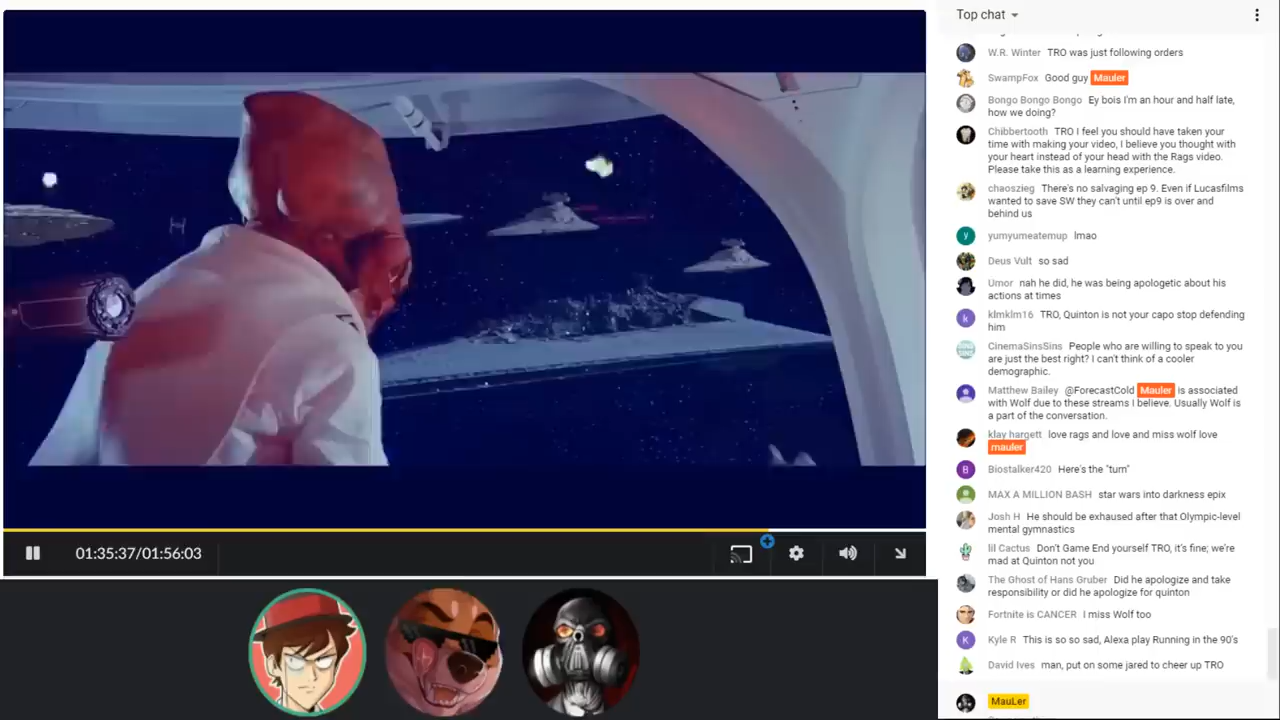 Top chat
W.R. Winter TRO was just following orders
SwampFox Good guy Mauler
Bongo Bongo Bongo Ey bois I'm an hour and half late,
how we doing?
Chibbertooth TRO I feel you should have taken your
time with making your video, I believe you thought with
your heart instead of your head with the Rags video.
Please take this as a learning experience.
chaoszieg There's no salvaging ep 9. Even if Lucasfilms
wanted to save SW they can't until ep9 is over and
behind us
y yumyumeatemup lmao
Deus Vult so sad
Umor nah he did, he was being apologetic about his
actions at times
k klmklm16 TRO, Quinton is not your capo stop defending
him
CinemaSinsSins People who are willing to speak to you
are just the best right? I can't think of a cooler
demographic.
Matthew Bailey @ForecastCold Mauler is associated
with Wolf due to these streams I believe. Usually Wolf is
a part of the conversation.
klay hargett love rags and love and miss wolf love
mauler
B Biostalker420 Here's the "turn"
MAX A MILLION BASH star wars into darkness epix
Josh H He should be exhaused after that Olympic-level
mental gymnastics
lil Cactus Don't Game End yourself TRO, it's fine; we're
mad at Quinton not you
The Ghost of Hans Gruber Did he apologize and take
responsibility or did he apologize for quinton
Fortnite is CANCER I miss Wolf too
K Kyle R This is so so sad, Alexa play Running in the 90's
David Ives man, put on some jared to cheer up TRO
MauLer
01:35:37/01:56:03